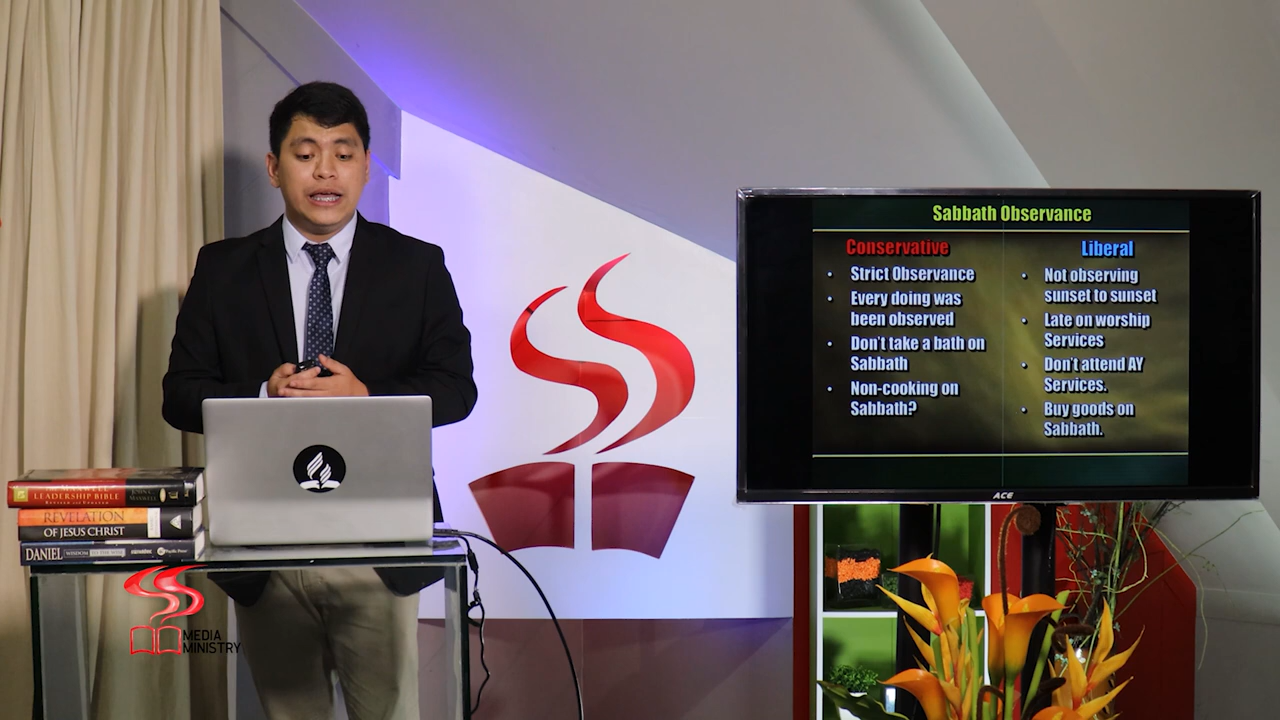 Sabbath Observance
Conservative
• Strict Observance
• Every doing was
been observed
• Don't take a bath on
Sabbath
• Non-cooking on
Sabbath?
Liberal
• Not observing
sunset to sunset
• Late on worship
Services
• Don't attend AY
Services.
• Buy goods on
Sabbath.
ACE
LEADERSHIP BIBLE
REVELATION
OF JESUS CHRIST
DANIEL
MEDIA
MINISTRY